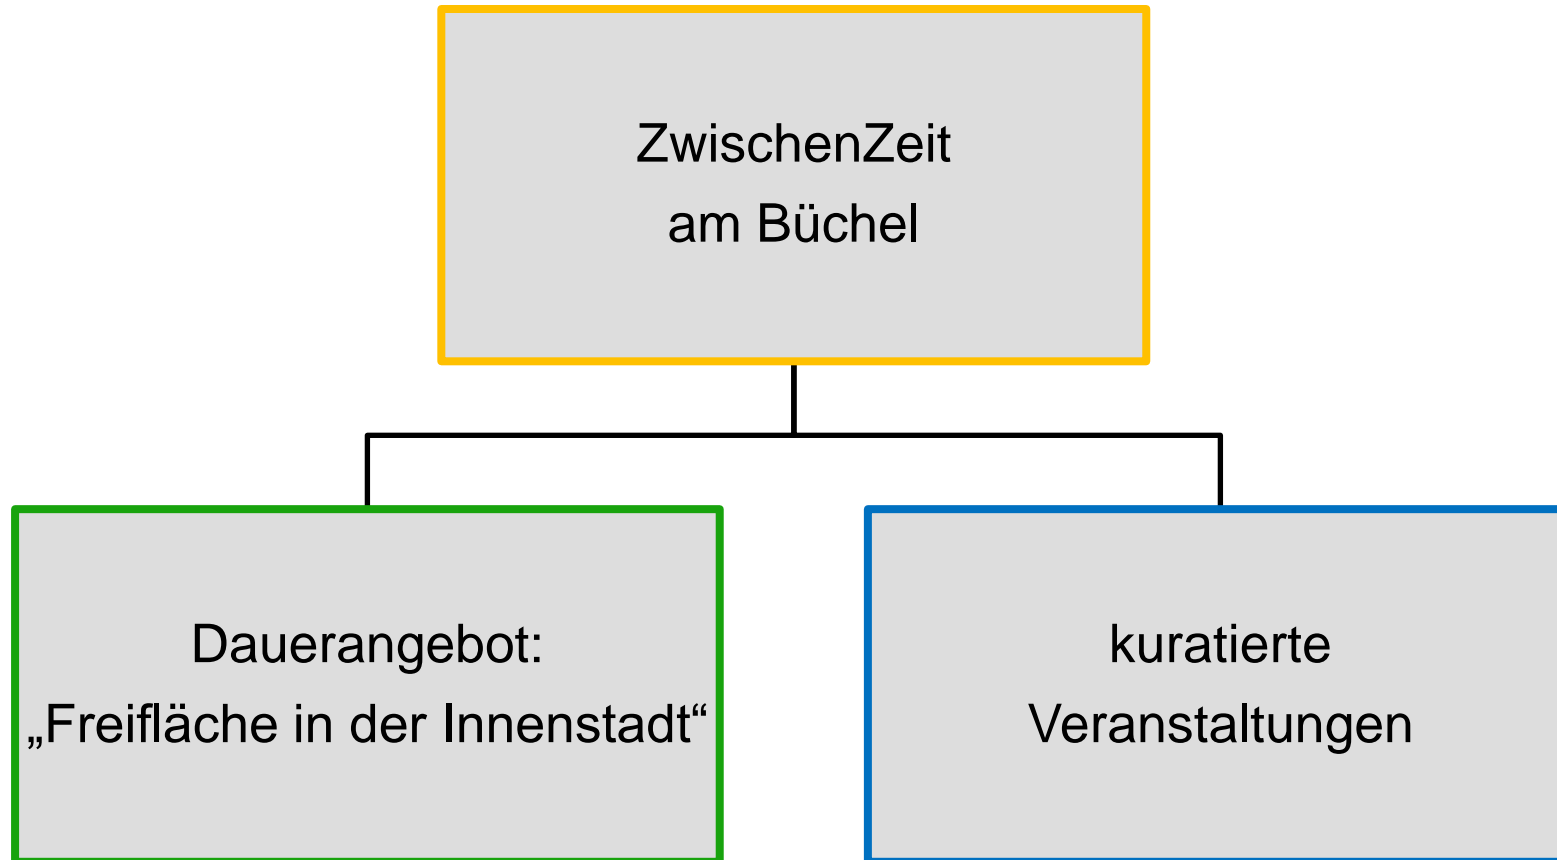 ZwischenZeit
am Büchel
Dauerangebot:
„Freifläche in der Innenstadt“
kuratierte
Veranstaltungen